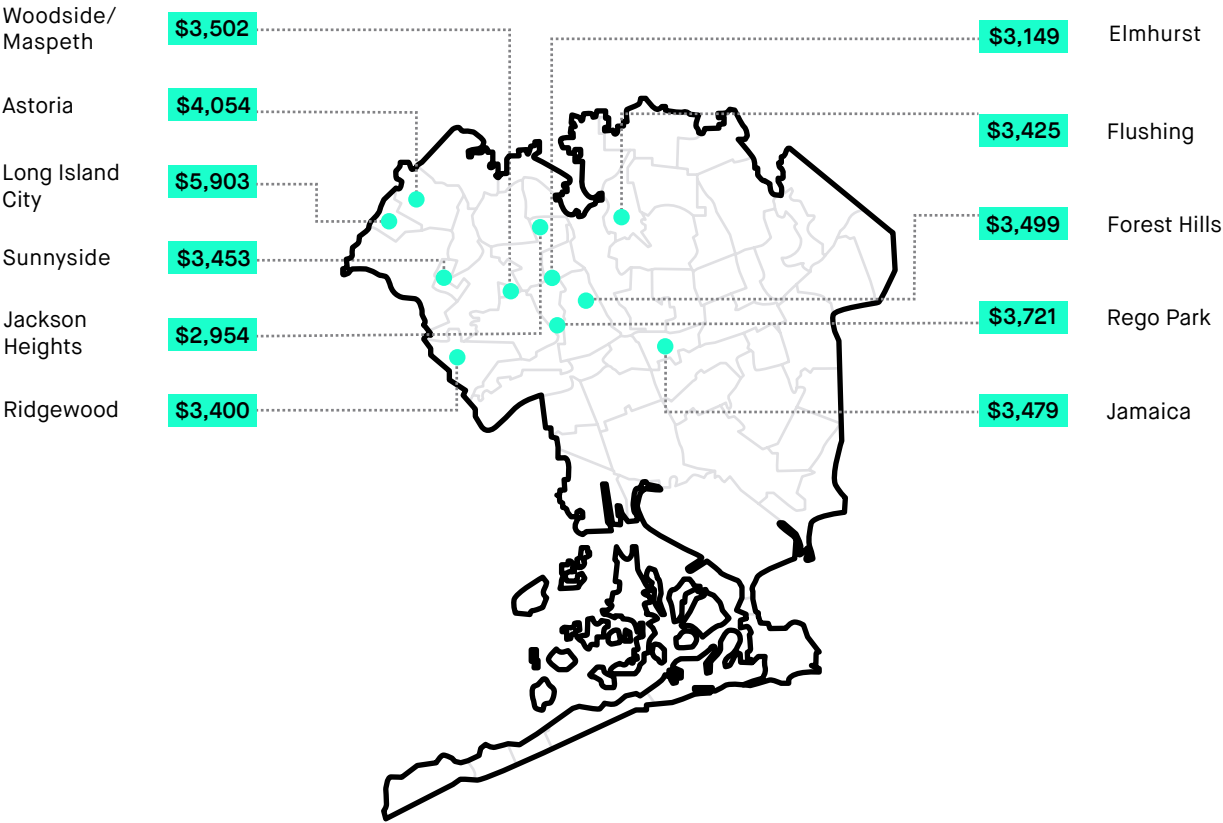 Woodside/
Maspeth
$3,502
Astoria
$4,054
Long Island
City
$5,903
Sunnyside
$3,453
Jackson
Heights
$2,954
Ridgewood
$3,400
$3,149
Elmhurst
$3,425
Flushing
$3,499
Forest Hills
$3,721
Rego Park
$3,479
Jamaica